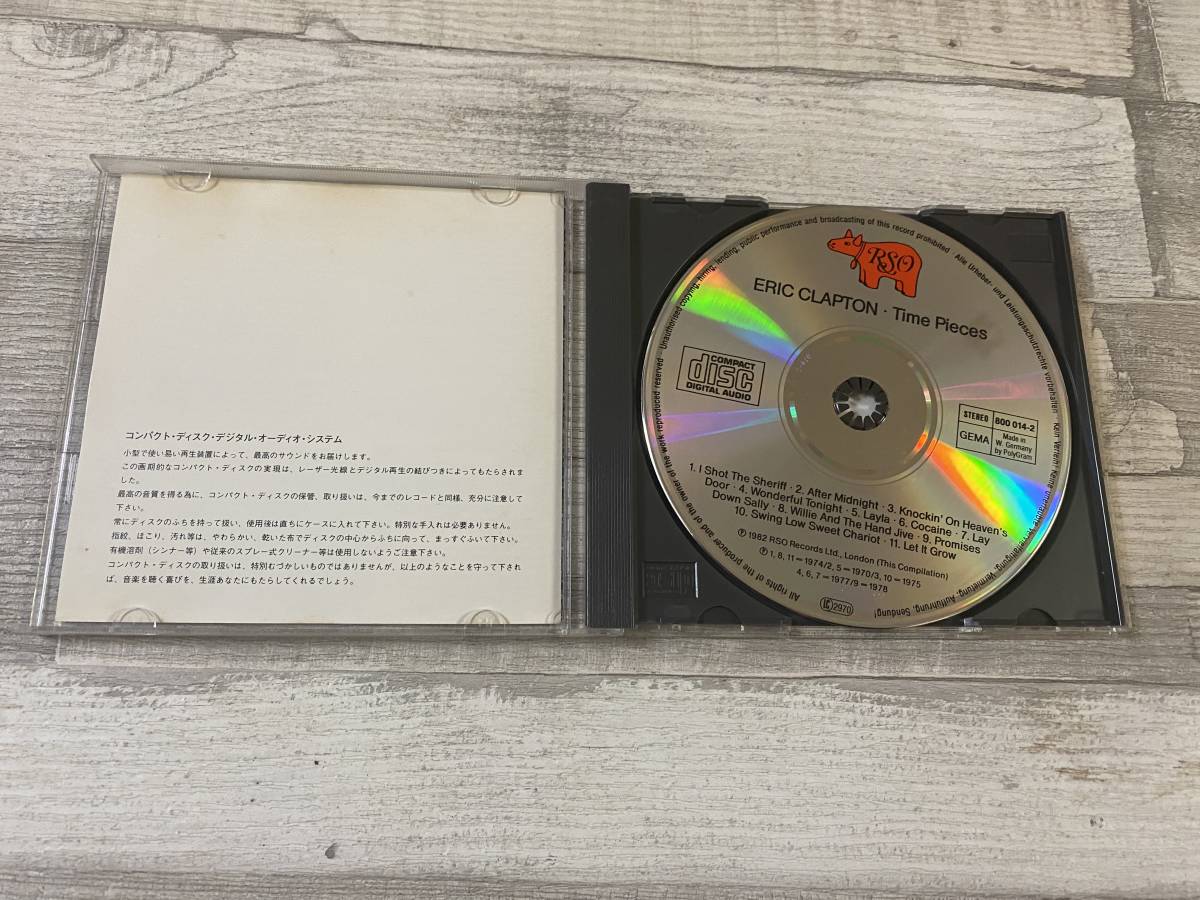 コンパクト・ディスク・デジタル・オーディオ・システム
小型で使い易い再生装置によって、最高のサウンドをお届けします。
この画期的なコンパクト・ディスクの実現は、レーザー光線とデジタル再生の結びつきによってもたらされま
した。
最高の音質を得る為に、コンパクト・ディスクの保管、取り扱いは、今までのレコードと同様、充分に注意して
下さい。
常にディスクのふちを持って扱い、使用後は直ちにケースに入れて下さい。特別な手入れは必要ありません。
指紋、ほこり、汚れ等は、やわらかい、乾いた布でディスクの中心からふちに向って、まっすぐふいて下さい。
有機溶剤（シンナー等）や従来のスプレー式クリーナー等は使用しないようご注意下さい。
コンパクト・ディスクの取り扱いは、特別むづかしいものではありませんが、以上のようなことを守って下されば、
ば、音楽を聴く喜びを、生涯あなたにもたらしてくれるでしょう。
RSO
ERIC CLAPTON · Time Pieces
COMPACT
disc
DIGITAL AUDIO
STEREO 800 014-2
GEMA
Made in
W. Germany
by PolyGram
1. I Shot The Sheriff · 2. After Midnight · 3. Knockin' On Heaven's
Door · 4. Wonderful Tonight · 5. Layla · 6. Cocaine · 7. Lay
Down Sally · 8. Willie And The Hand Jive · 9. Promises
10. Swing Low Sweet Chariot · 11. Let It Grow
℗ 1982 RSO Records Ltd., London (This Compilation)
℗ 1, 8, 11 – 1974/2, 5 – 1970/3, 10 – 1975
4, 6, 7 – 1977/9 – 1978
LC 2970
All rights of the producer and of the owner of the work reproduced reserved · Unauthorised copying, hiring, lending, public performance and broadcasting of this record prohibited · Alle Urheber- und Leistungsschutzrechte vorbehalten · Kein Verleih! Keine Vermietung, Aufführung, Sendung!